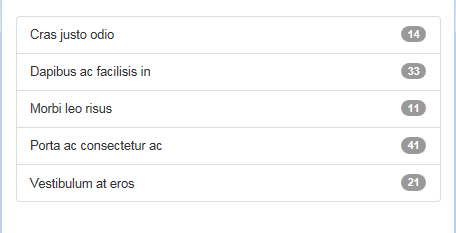 Cras justo odio 14
Dapibus ac facilisis in 33
Morbi leo risus 11
Porta ac consectetur ac 41
Vestibulum at eros 21